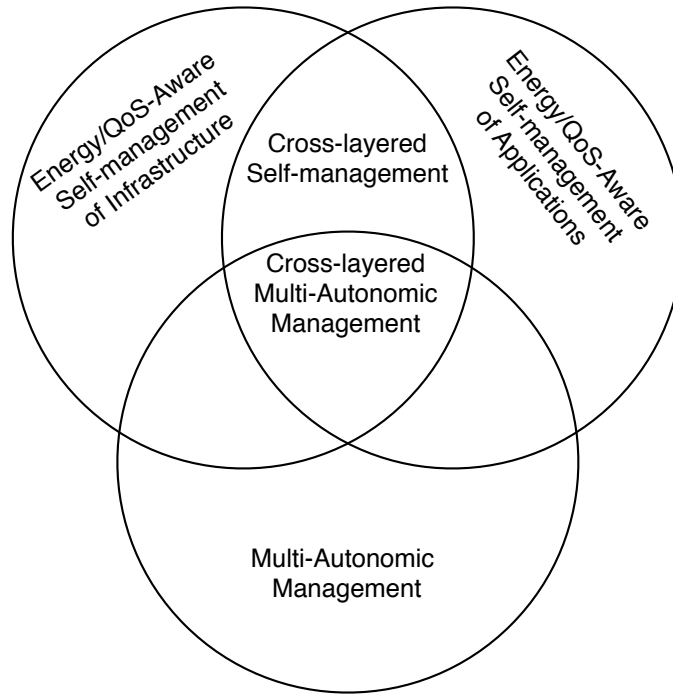 Energy/QoS-Aware
Self-management
of Infrastructure
Cross-layered
Self-management
Energy/QoS-Aware
Self-management
of Applications
Cross-layered
Multi-Autonomic
Management
Multi-Autonomic
Management